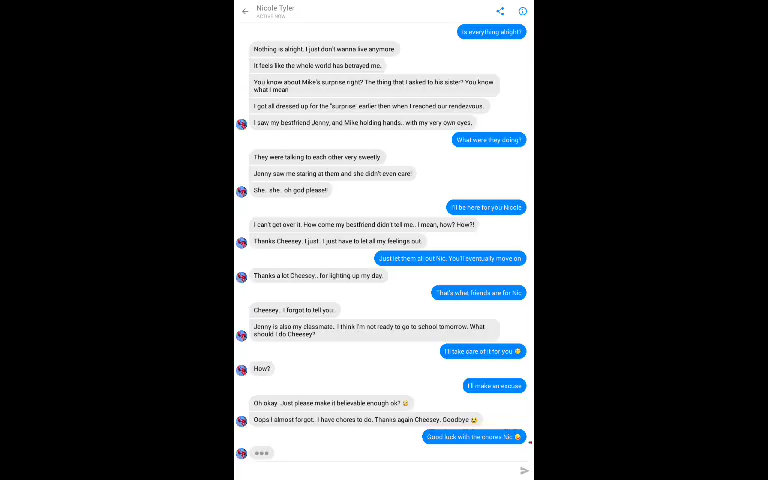 Nicole Tyler
ACTIVE NOW
Is everything alright?
Nothing is alright. I just don't wanna live anymore
It feels like the whole world has betrayed me.
You know about Mike's surprise right? The thing that I asked to his sister? You know
what I mean
I got all dressed up for the "surprise" earlier then when I reached our rendezvous.
I saw my bestfriend Jenny, and Mike holding hands.. with my very own eyes.
What were they doing?
They were talking to each other very sweetly
Jenny saw me staring at them and she didn't even care!
She.. she.. oh god please!!
I'll be here for you Nicole
I can't get over it. How come my bestfriend didn't tell me.. I mean, how? How?!
Thanks Cheesey. I just.. I just have to let all my feelings out.
Just let them all out Nic. You'll eventually move on
Thanks a lot Cheesey.. for lighting up my day.
That's what friends are for Nic
Cheesey.. I forgot to tell you..
Jenny is also my classmate.. I think I'm not ready to go to school tomorrow. What
should I do Cheesey?
I'll take care of it for you 😊
How?
I'll make an excuse
Oh okay. Just please make it believable enough ok? 😂
Oops I almost forgot.. I have chores to do. Thanks again Cheesey. Goodbye 😂
Good luck with the chores Nic 😊